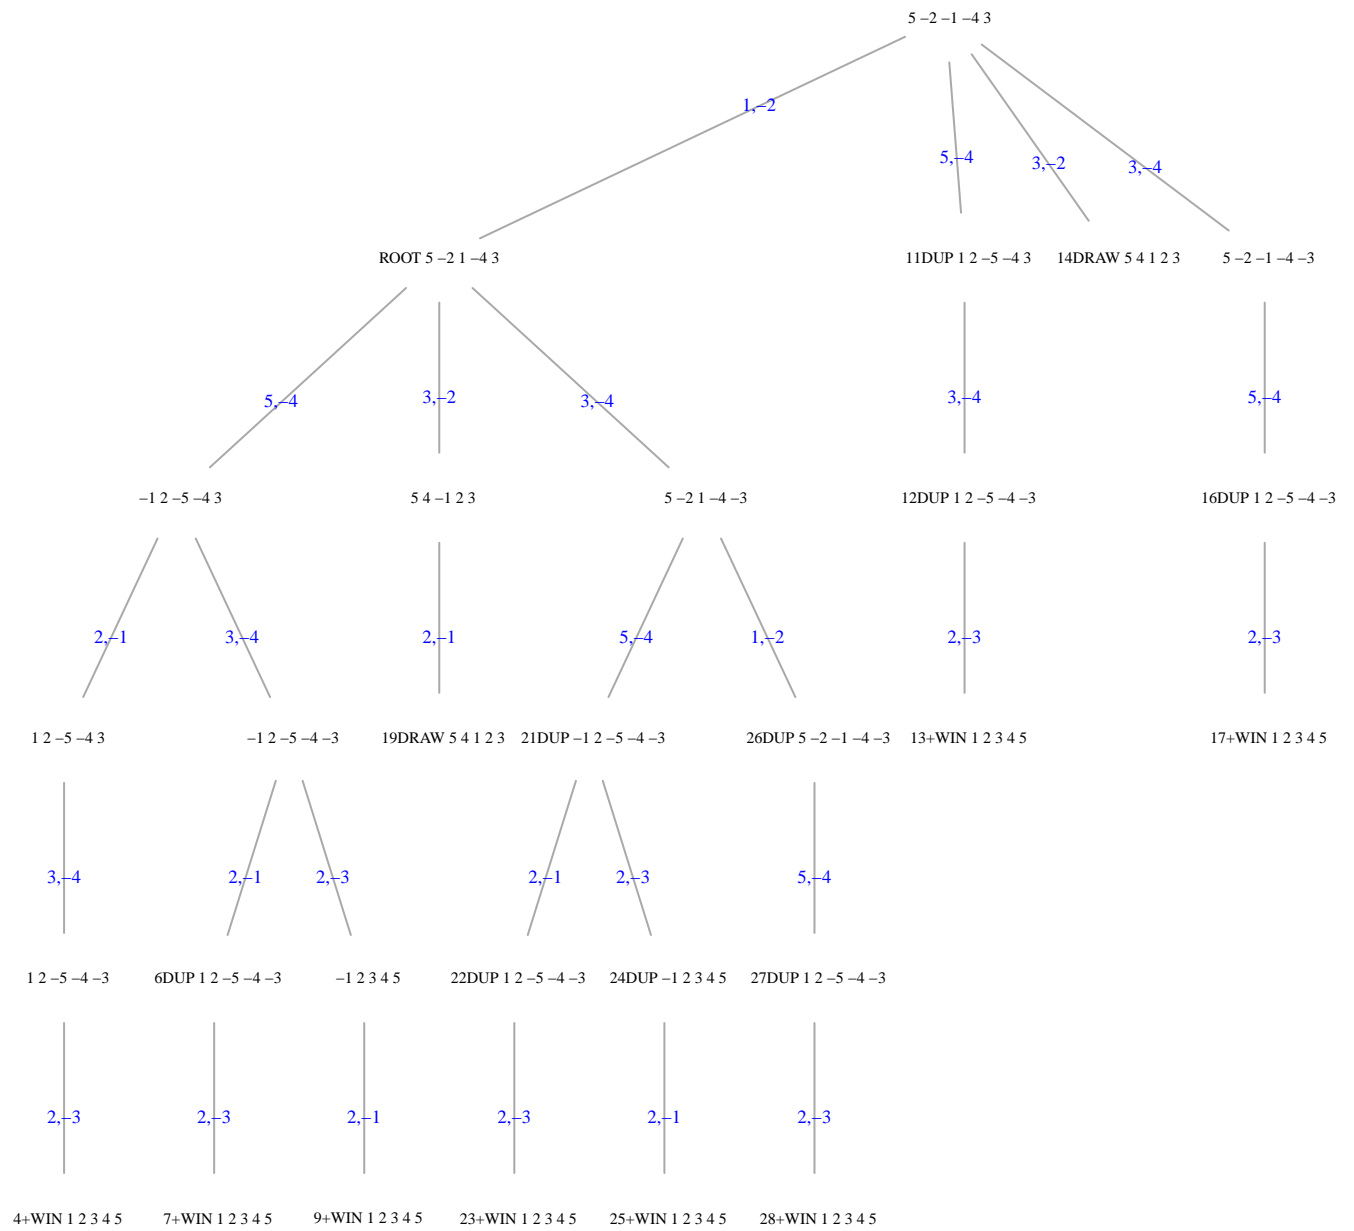 5 −2 −1 −4 3
1,−2
5,−4
3,−2
3,−4
ROOT 5 −2 1 −4 3
11DUP 1 2 −5 −4 3
14DRAW 5 4 1 2 3
5 −2 −1 −4 −3
5,−4
3,−2
3,−4
3,−4
5,−4
−1 2 −5 −4 3
5 4 −1 2 3
5 −2 1 −4 −3
12DUP 1 2 −5 −4 −3
16DUP 1 2 −5 −4 −3
2,−1
3,−4
2,−1
5,−4
1,−2
2,−3
2,−3
1 2 −5 −4 3
−1 2 −5 −4 −3
19DRAW 5 4 1 2 3
21DUP −1 2 −5 −4 −3
26DUP 5 −2 −1 −4 −3
13+WIN 1 2 3 4 5
17+WIN 1 2 3 4 5
3,−4
2,−1
2,−3
2,−1
2,−3
5,−4
1 2 −5 −4 −3
6DUP 1 2 −5 −4 −3
−1 2 3 4 5
22DUP 1 2 −5 −4 −3
24DUP −1 2 3 4 5
27DUP 1 2 −5 −4 −3
2,−3
2,−3
2,−1
2,−3
2,−1
2,−3
4+WIN 1 2 3 4 5
7+WIN 1 2 3 4 5
9+WIN 1 2 3 4 5
23+WIN 1 2 3 4 5
25+WIN 1 2 3 4 5
28+WIN 1 2 3 4 5